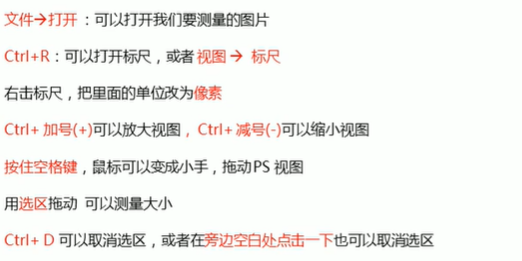 文件→打开 ：可以打开我们要测量的图片
Ctrl+R：可以打开标尺，或者 视图 → 标尺
右击标尺，把里面的单位改为像素
Ctrl+ 加号(+)可以放大视图 ，Ctrl+ 减号(-)可以缩小视图
按住空格键，鼠标可以变成小手，拖动 PS 视图
用选区拖动 可以测量大小
Ctrl+ D 可以取消选区，或者在旁边空白处点击一下也可以取消选区